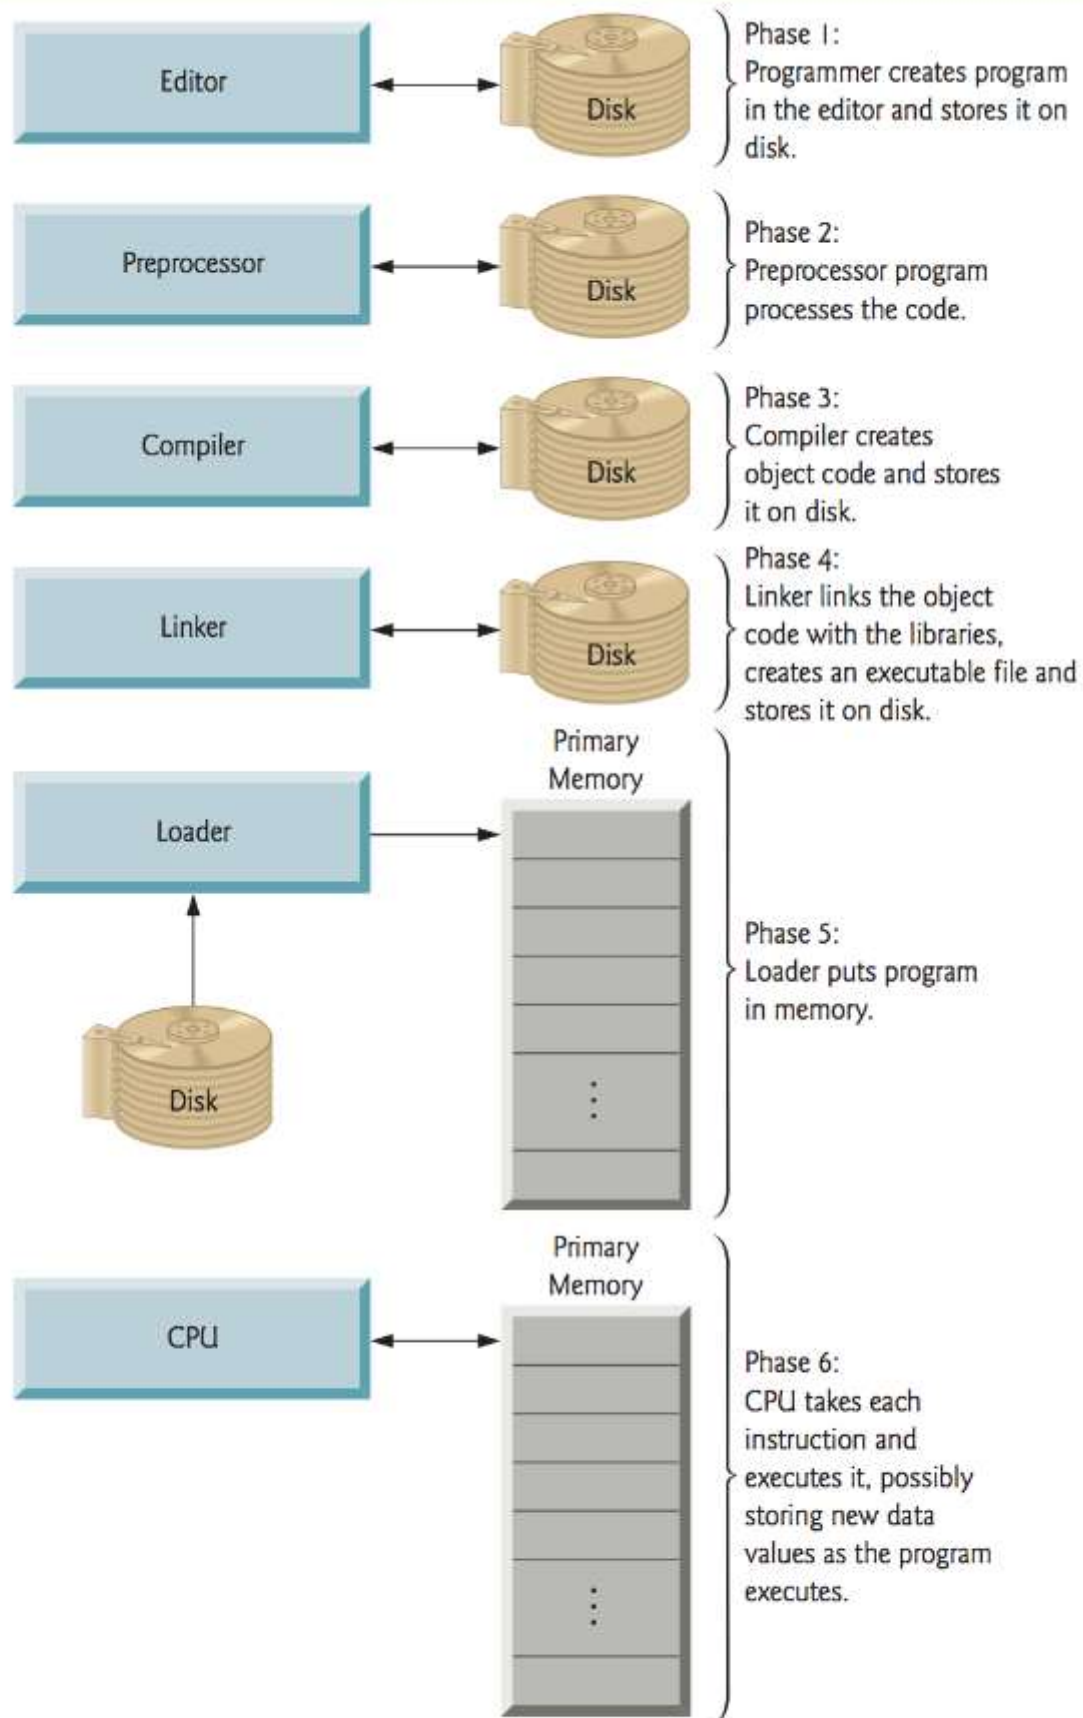 Editor
Disk
Phase 1:
Programmer creates program
in the editor and stores it on
disk.
Preprocessor
Disk
Phase 2:
Preprocessor program
processes the code.
Compiler
Disk
Phase 3:
Compiler creates
object code and stores
it on disk.
Linker
Disk
Phase 4:
Linker links the object
code with the libraries,
creates an executable file and
stores it on disk.
Primary
Memory
Loader
Disk
Phase 5:
Loader puts program
in memory.
Primary
Memory
CPU
Phase 6:
CPU takes each
instruction and
executes it, possibly
storing new data
values as the program
executes.